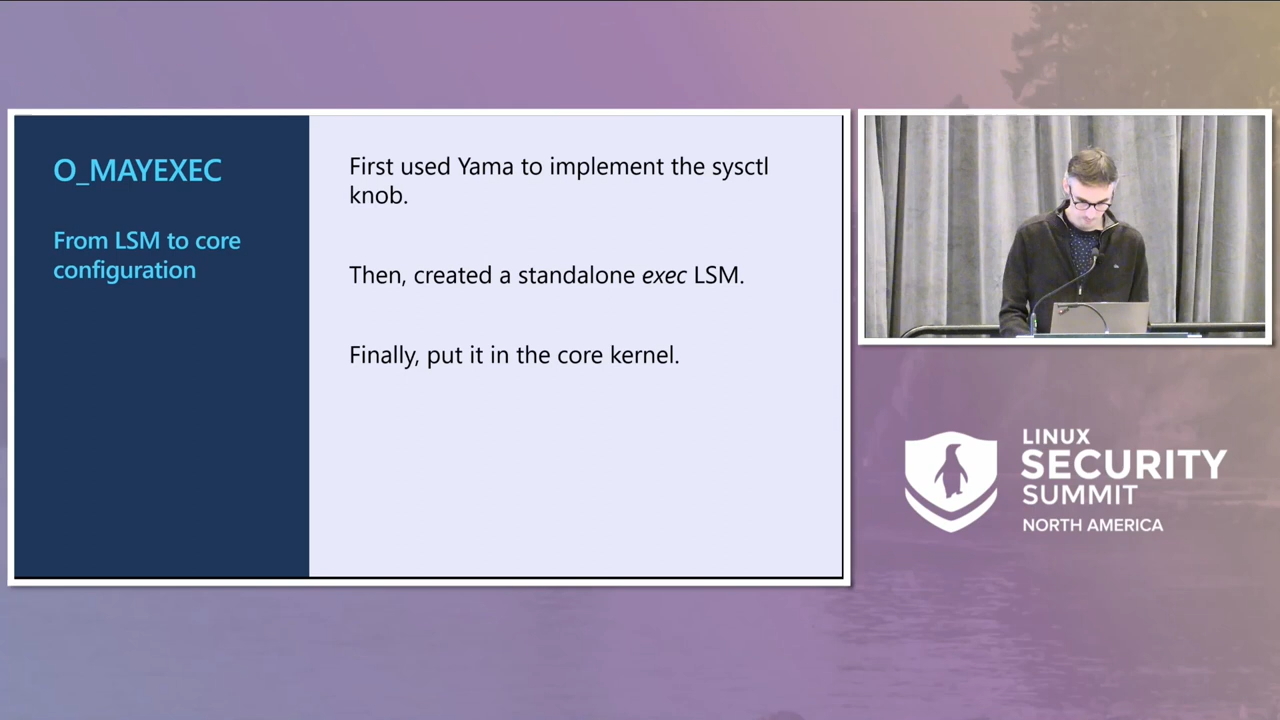 O_MAYEXEC
From LSM to core
configuration
First used Yama to implement the sysctl
knob.
Then, created a standalone exec LSM.
Finally, put it in the core kernel.
LINUX
SECURITY
SUMMIT
NORTH AMERICA